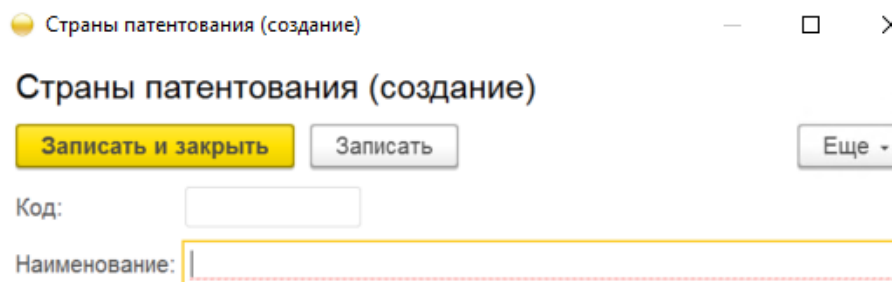 Страны патентования (создание)
Страны патентования (создание)
Записать и закрыть Записать Еще
Код:
Наименование: